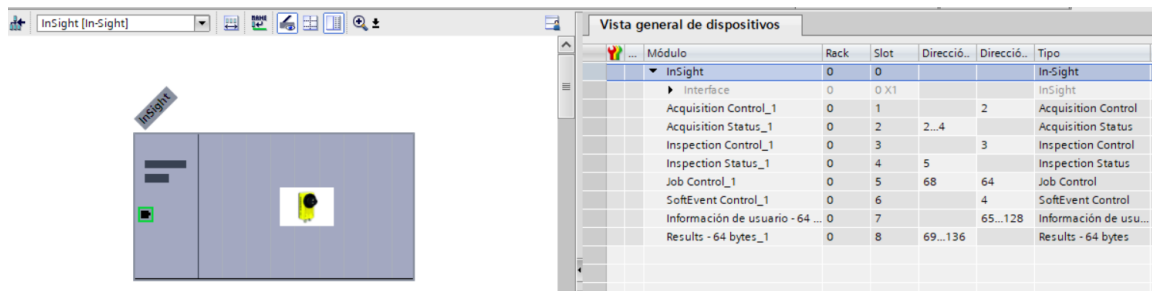 InSight [In-Sight]
NAME
Vista general de dispositivos
... Módulo Rack Slot Direcció.. Direcció.. Tipo
InSight 0 0 In-Sight
Interface 0 0 X1 InSight
Acquisition Control_1 0 1 2 Acquisition Control
Acquisition Status_1 0 2 2...4 Acquisition Status
Inspection Control_1 0 3 3 Inspection Control
Inspection Status_1 0 4 5 Inspection Status
Job Control_1 0 5 68 64 Job Control
SoftEvent Control_1 0 6 4 SoftEvent Control
Información de usuario - 64 ... 0 7 65...128 Información de usu...
Results - 64 bytes_1 0 8 69...136 Results - 64 bytes
InSight